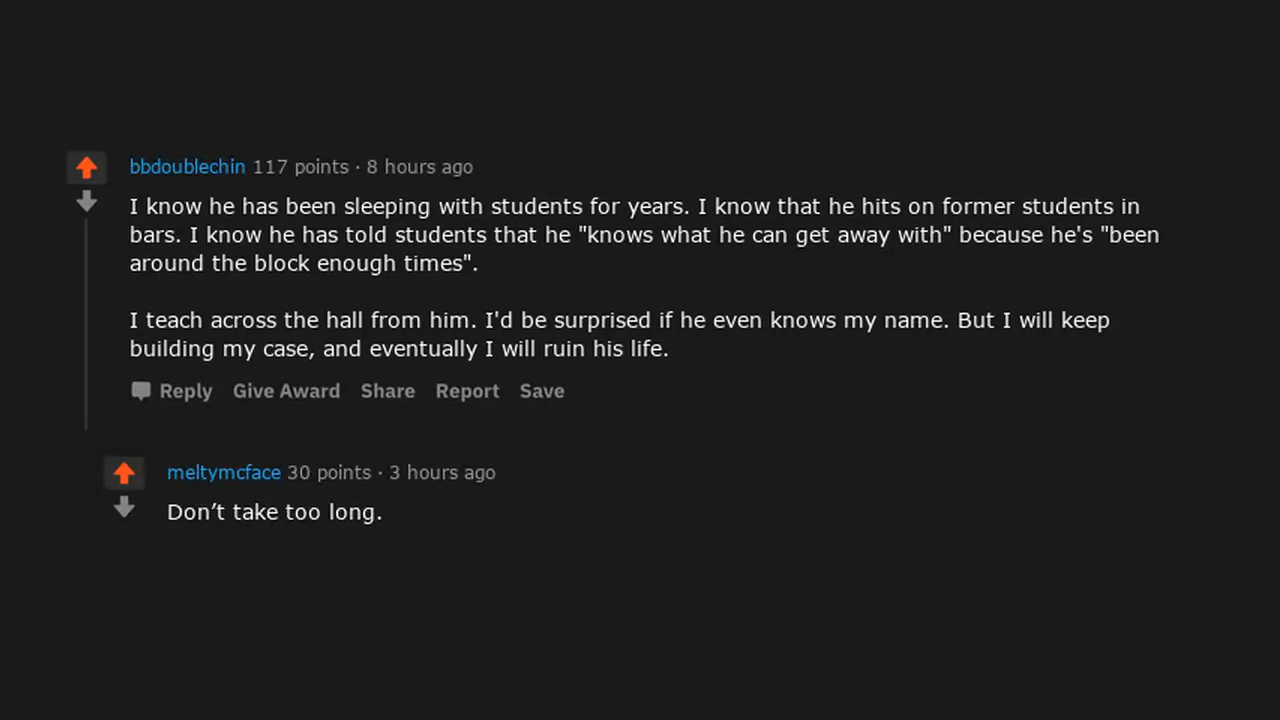 bbdoublechin 117 points · 8 hours ago
I know he has been sleeping with students for years. I know that he hits on former students in
bars. I know he has told students that he "knows what he can get away with" because he's "been
around the block enough times".
I teach across the hall from him. I'd be surprised if he even knows my name. But I will keep
building my case, and eventually I will ruin his life.
Reply Give Award Share Report Save
meltymcface 30 points · 3 hours ago
Don’t take too long.